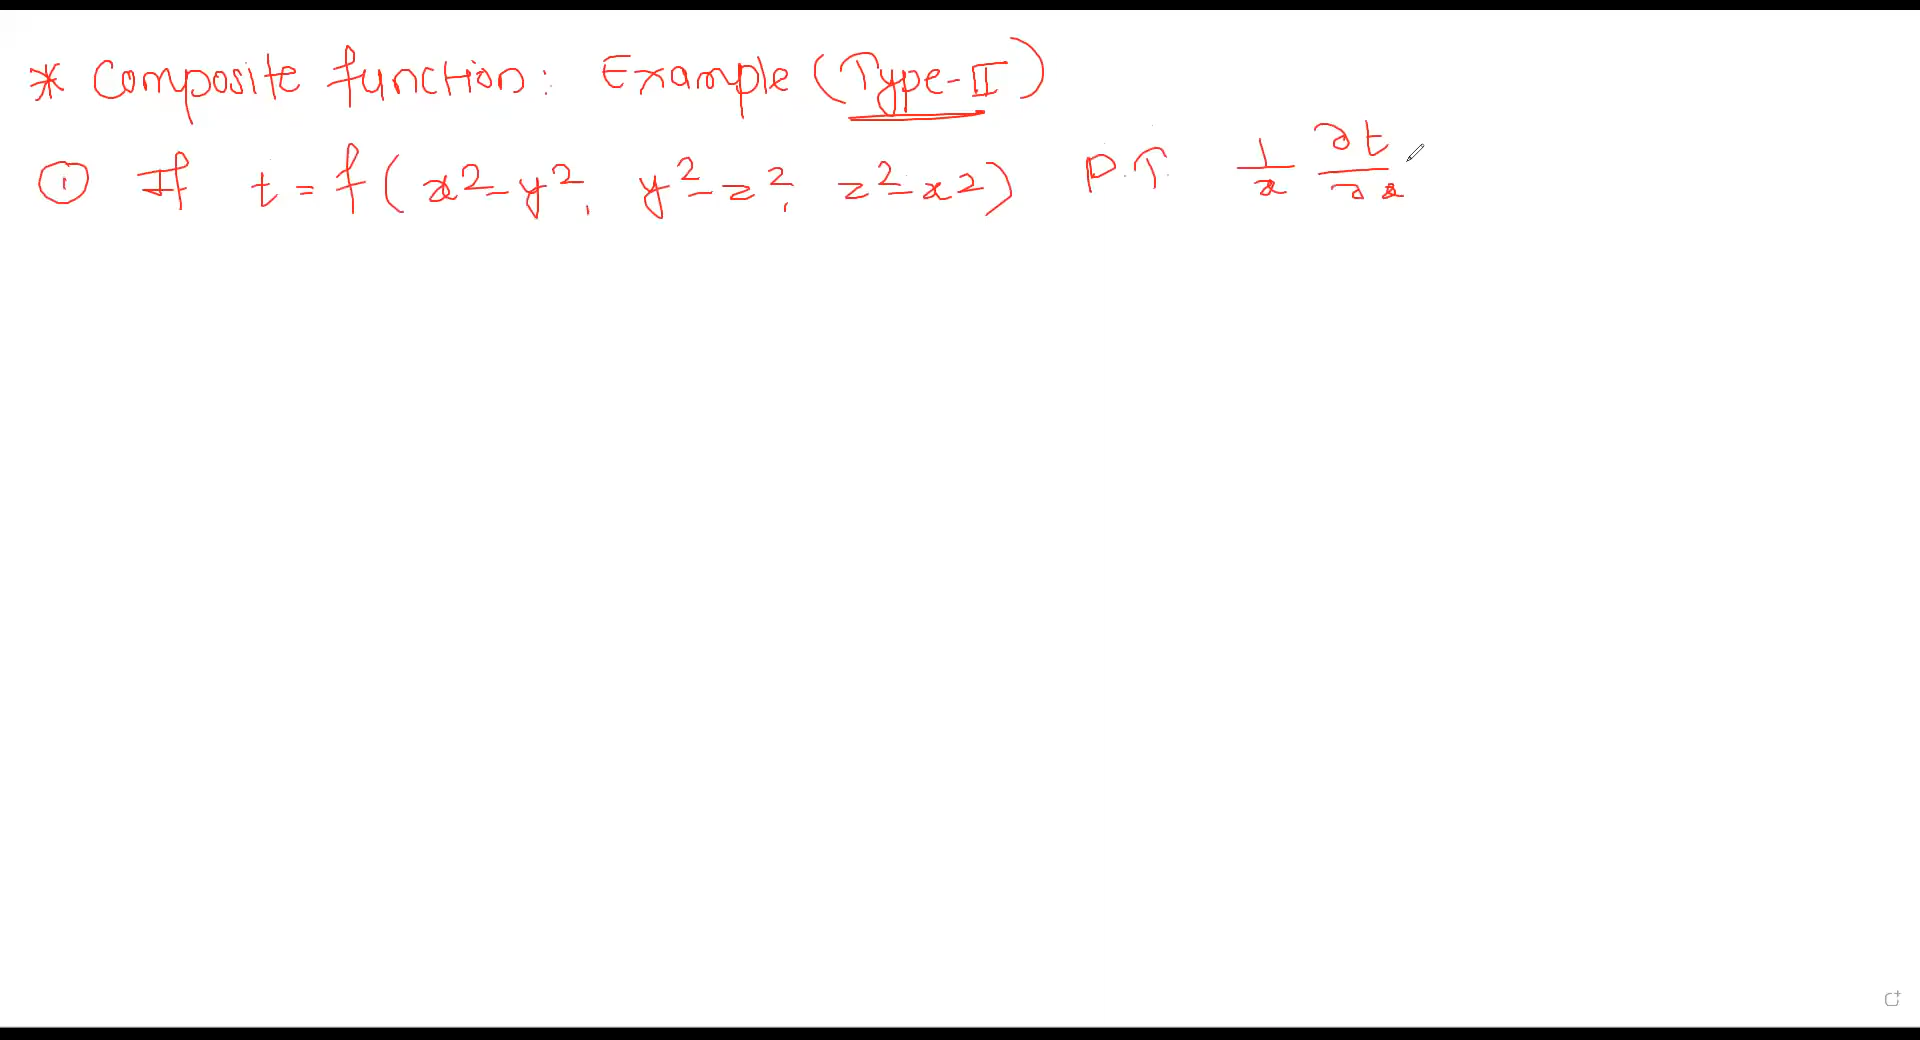 * Composite function: Example (Type-II)
① If t = f(x²-y², y²-z², z²-x²) P.T. 1/x ∂t/∂x